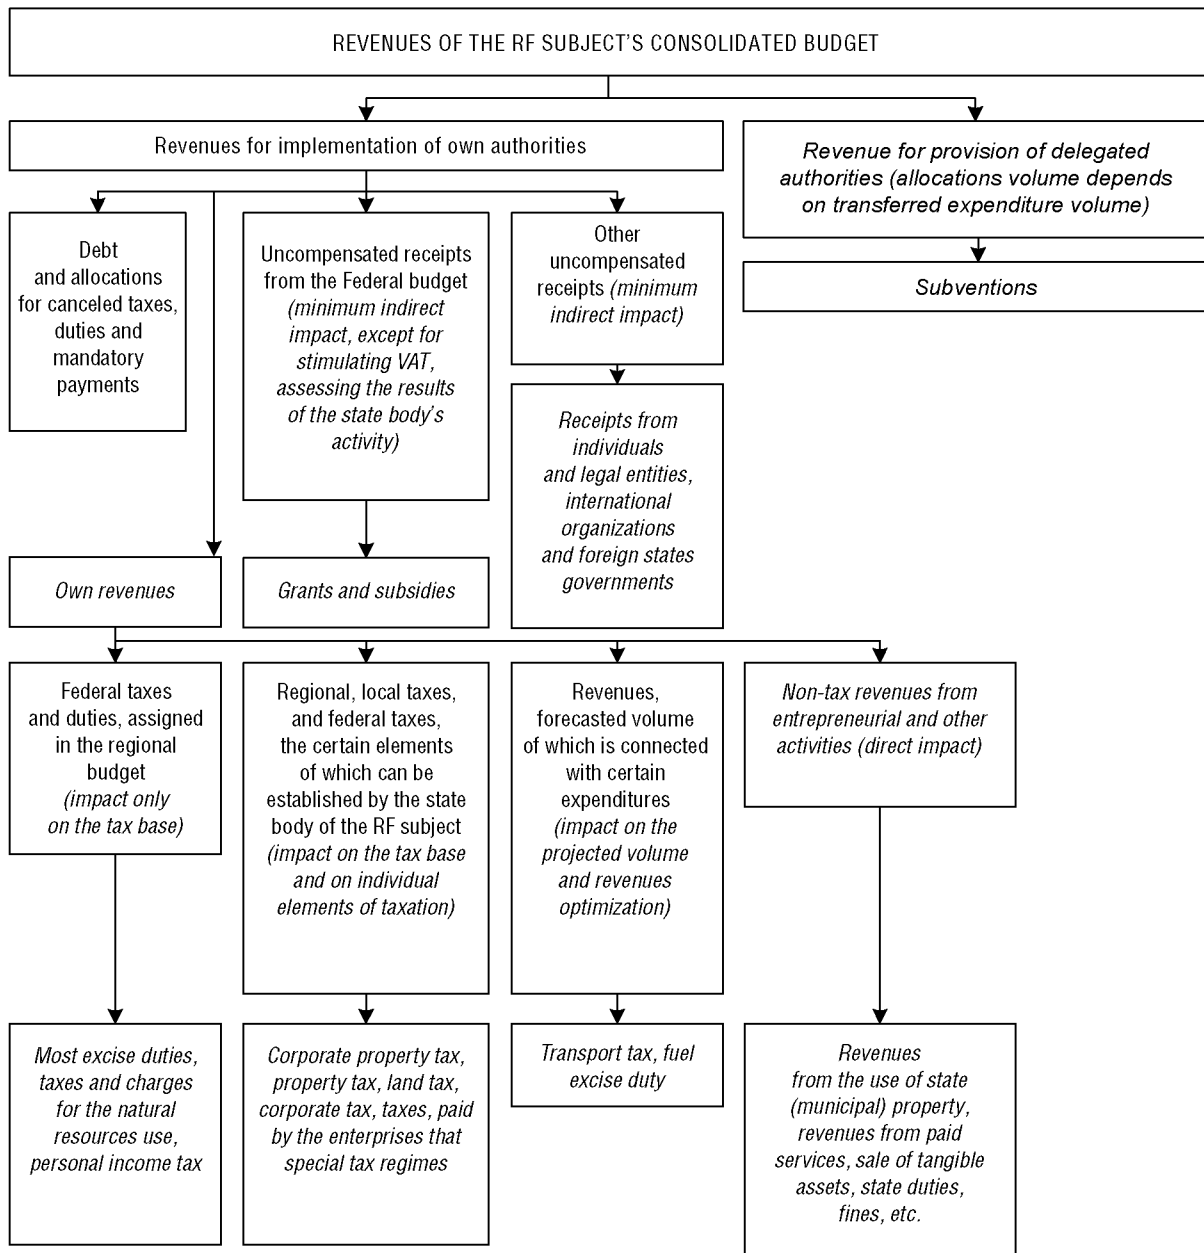 REVENUES OF THE RF SUBJECT'S CONSOLIDATED BUDGET
Revenues for implementation of own authorities
Revenue for provision of delegated
authorities (allocations volume depends
on transferred expenditure volume)
Debt
and allocations
for canceled taxes,
duties and
mandatory
payments
Uncompensated receipts
from the Federal budget
(minimum indirect
impact, except for
stimulating VAT,
assessing the results
of the state body's
activity)
Other
uncompensated
receipts (minimum
indirect impact)
Subventions
Receipts from
individuals
and legal entities,
international
organizations
and foreign states
governments
Own revenues
Grants and subsidies
Federal taxes
and duties, assigned
in the regional
budget
(impact only
on the tax base)
Regional, local taxes,
and federal taxes,
the certain elements
of which can be
established by the state
body of the RF subject
(impact on the tax base
and on individual
elements of taxation)
Revenues,
forecasted volume
of which is connected
with certain
expenditures
(impact on the
projected volume
and revenues
optimization)
Non-tax revenues from
entrepreneurial and other
activities (direct impact)
Most excise duties,
taxes and charges
for the natural
resources use,
personal income tax
Corporate property tax,
property tax, land tax,
corporate tax, taxes, paid
by the enterprises that
special tax regimes
Transport tax, fuel
excise duty
Revenues
from the use of state
(municipal) property,
revenues from paid
services, sale of tangible
assets, state duties,
fines, etc.